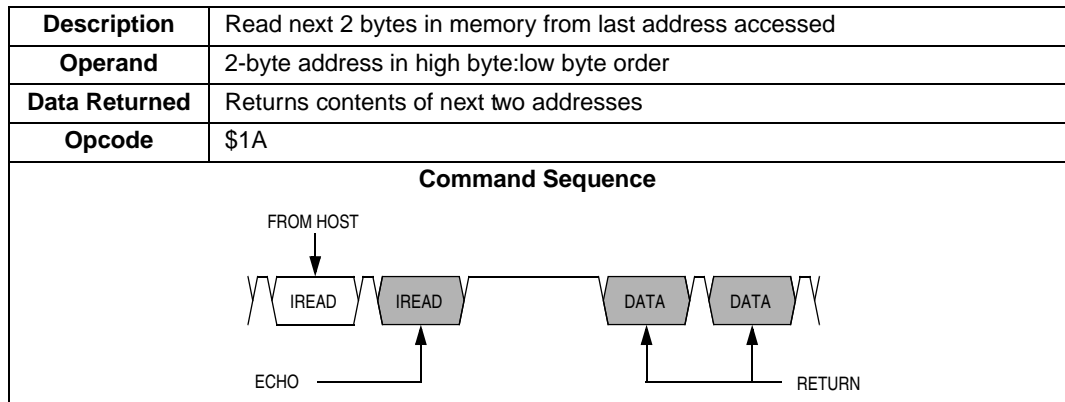 Description Read next 2 bytes in memory from last address accessed
Operand 2-byte address in high byte:low byte order
Data Returned Returns contents of next two addresses
Opcode $1A
Command Sequence
FROM HOST
IREAD IREAD DATA DATA
ECHO RETURN